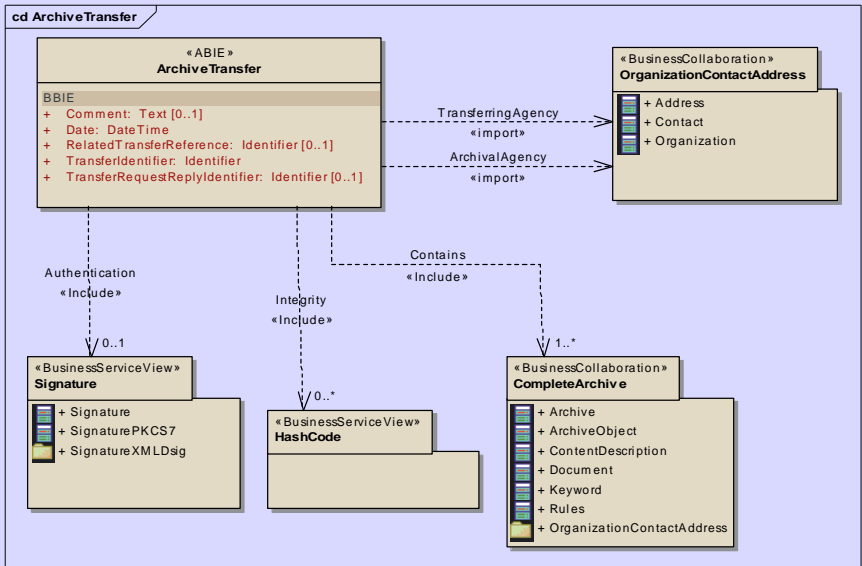 cd ArchiveTransfer
«ABIE»
ArchiveTransfer
BBIE
+ Comment: Text [0..1]
+ Date: DateTime
+ RelatedTransferReference: Identifier [0..1]
+ TransferIdentifier: Identifier
+ TransferRequestReplyIdentifier: Identifier [0..1]
TransferringAgency
«import»
ArchivalAgency
«import»
«BusinessCollaboration»
OrganizationContactAddress
+ Address
+ Contact
+ Organization
Authentication
«Include»
0..1
Integrity
«Include»
0..*
Contains
«Include»
1..*
«BusinessServiceView»
Signature
+ Signature
+ SignaturePKCS7
+ SignatureXMLDsig
«BusinessServiceView»
HashCode
«BusinessCollaboration»
CompleteArchive
+ Archive
+ ArchiveObject
+ ContentDescription
+ Document
+ Keyword
+ Rules
+ OrganizationContactAddress